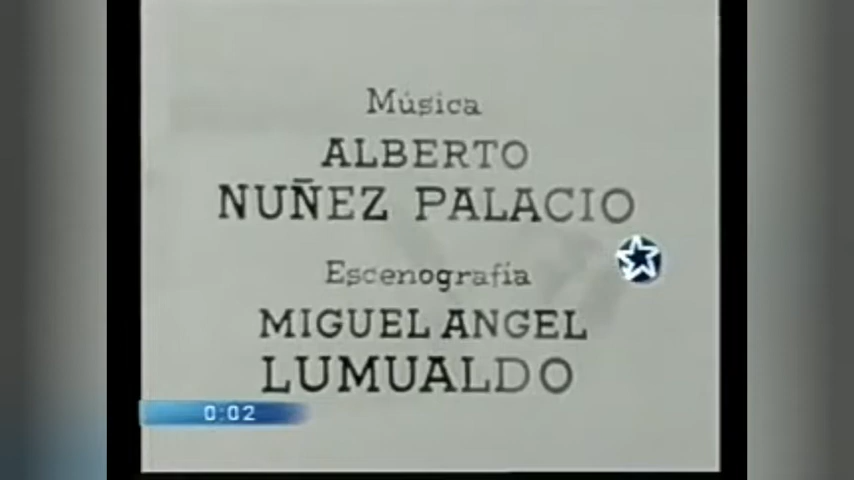 Música
ALBERTO
NUÑEZ PALACIO
Escenografía
MIGUEL ANGEL
LUMUALDO
0:02